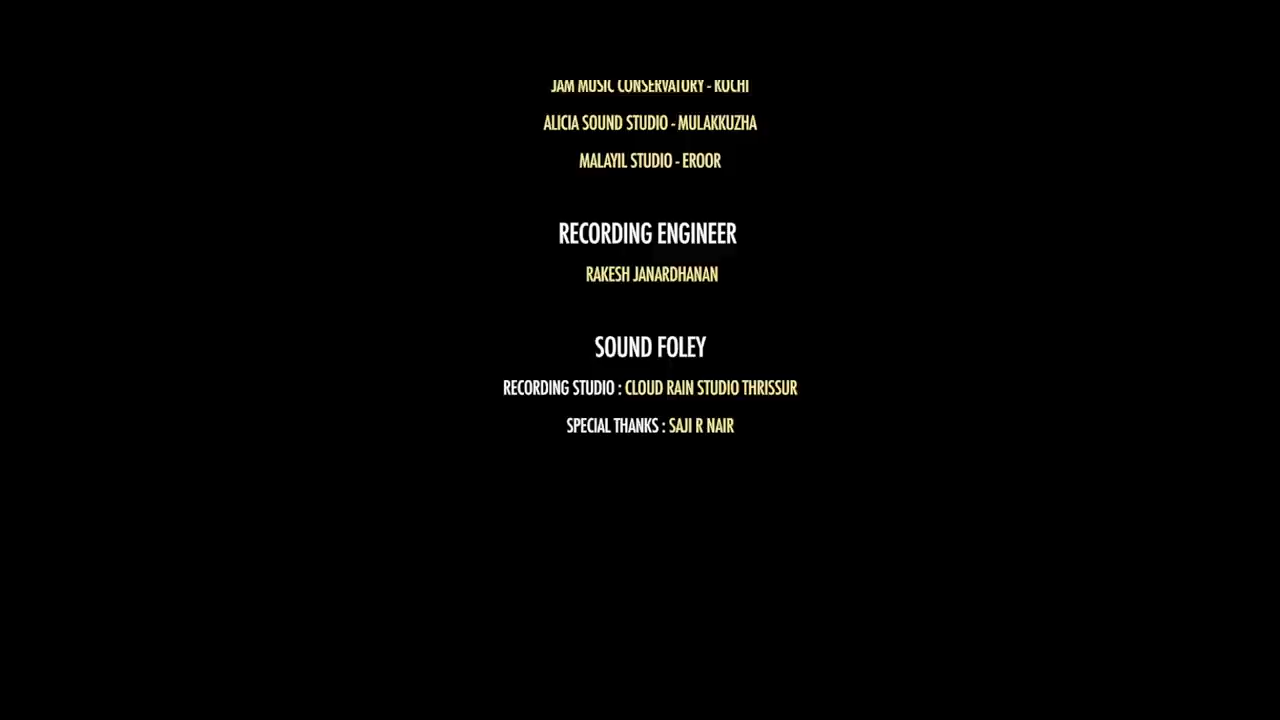 JAM MUSIC CONSERVATORY - KOCHI
ALICIA SOUND STUDIO - MULAKKUZHA
MALAYIL STUDIO - EROOR
RECORDING ENGINEER
RAKESH JANARDHANAN
SOUND FOLEY
RECORDING STUDIO : CLOUD RAIN STUDIO THRISSUR
SPECIAL THANKS : SAJI R NAIR